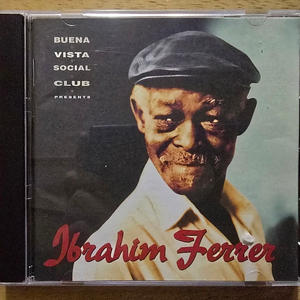 BUENA
VISTA
SOCIAL
CLUB
PRESENTS
Ibrahim Ferrer